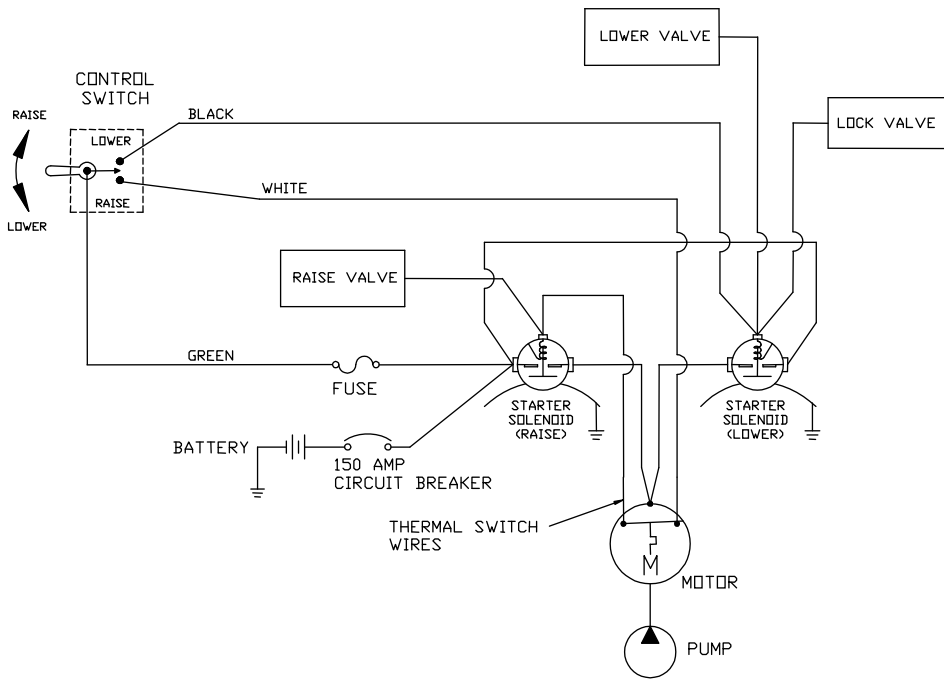 LOWER VALVE
CONTROL
SWITCH
RAISE
BLACK
LOCK VALVE
LOWER
WHITE
RAISE
LOWER
RAISE VALVE
GREEN
FUSE
STARTER
SOLENOID
(RAISE)
STARTER
SOLENOID
(LOWER)
BATTERY
150 AMP
CIRCUIT BREAKER
THERMAL SWITCH
WIRES
M
MOTOR
PUMP